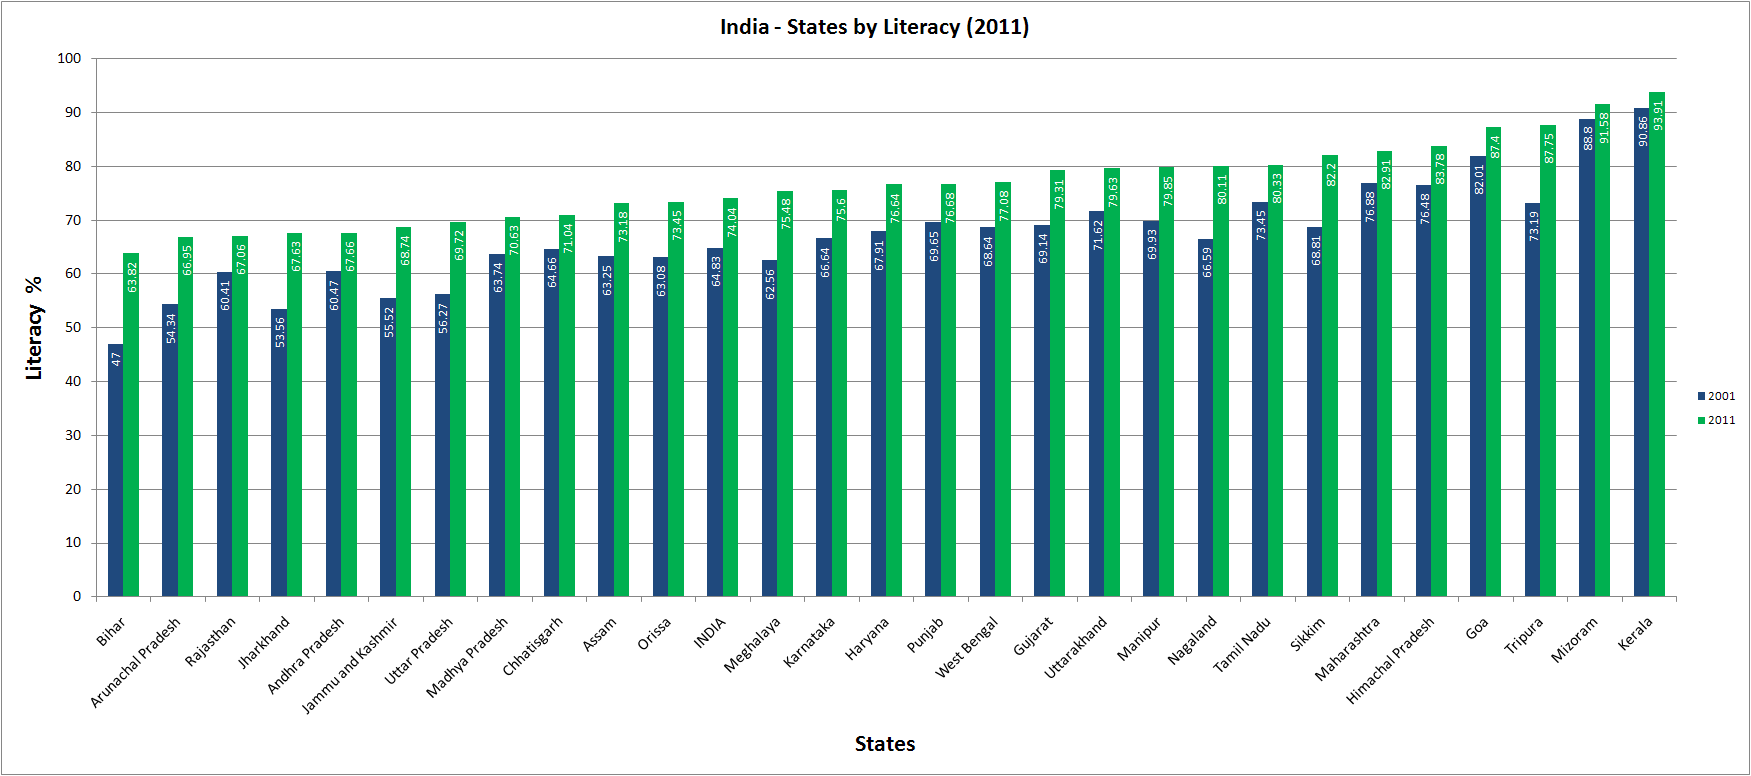 India - States by Literacy (2011)
100
90
80
70
60
50
40
30
20
10
0
Literacy %
47
63.82
54.34
66.95
60.41
67.06
53.56
67.63
60.47
67.66
55.52
68.74
56.27
69.72
63.74
70.63
64.66
71.04
63.25
73.18
63.08
73.45
64.83
74.04
62.56
75.48
66.64
75.6
67.91
76.64
69.65
76.68
68.64
77.08
69.14
79.31
71.62
79.63
69.93
79.85
66.59
80.11
73.45
80.33
68.81
82.2
76.88
82.91
76.48
83.78
82.01
87.4
73.19
87.75
88.8
91.58
90.86
93.91
Bihar
Arunachal Pradesh
Rajasthan
Jharkhand
Andhra Pradesh
Jammu and Kashmir
Uttar Pradesh
Madhya Pradesh
Chhatisgarh
Assam
Orissa
INDIA
Meghalaya
Karnataka
Haryana
Punjab
West Bengal
Gujarat
Uttarakhand
Manipur
Nagaland
Tamil Nadu
Sikkim
Maharashtra
Himachal Pradesh
Goa
Tripura
Mizoram
Kerala
States
2001
2011